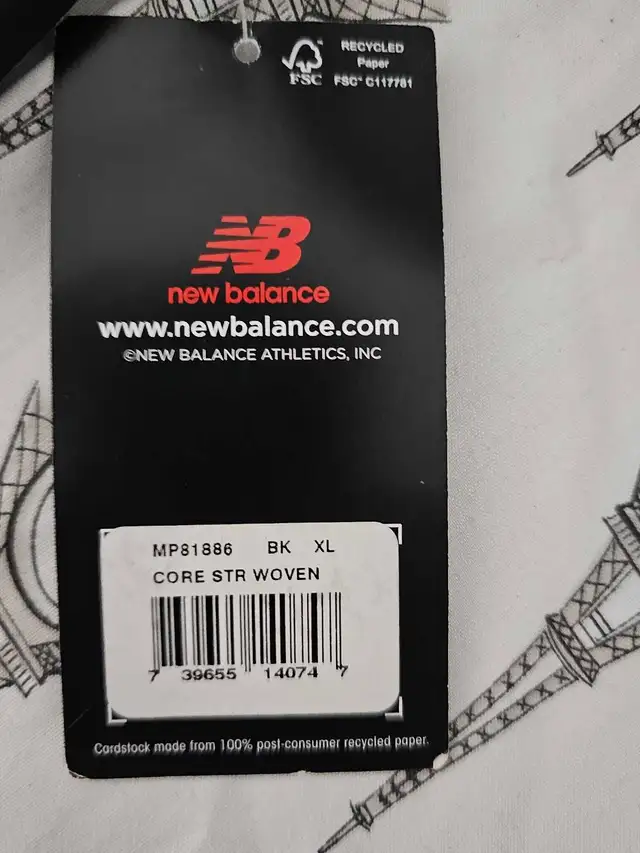 RECYCLED
Paper
FSC® C117781
FSC
NB
new balance
www.newbalance.com
©NEW BALANCE ATHLETICS, INC
MP81886 BK XL
CORE STR WOVEN
7 39655 14074 7
Cardstock made from 100% post-consumer recycled paper.